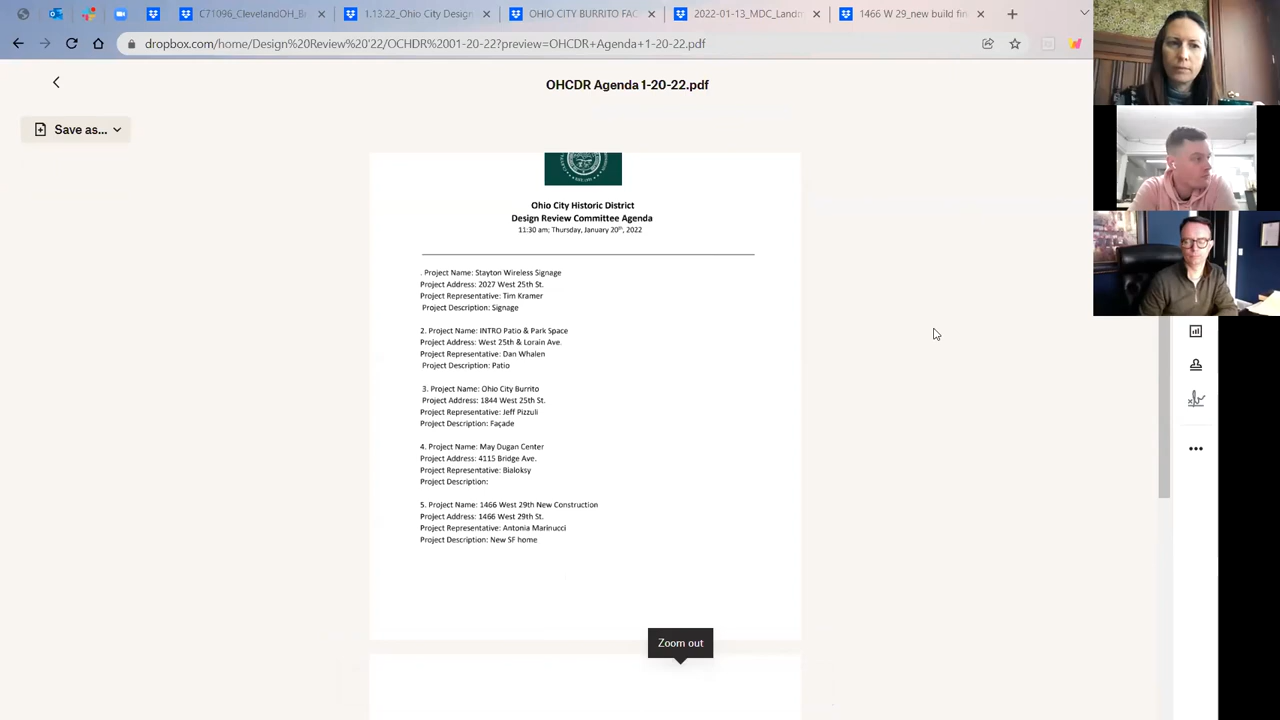 C71096_ClevelandOH_B
1.13.22_Ohio City Design
OHIO CITY BURRITO FAC
2022-01-13_MDC_Landm
1466 W 29_new build fin
dropbox.com/home/Design%20Review%20'22/OCHDR%2001-20-22?preview=OHCDR+Agenda+1-20-22.pdf
OHCDR Agenda 1-20-22.pdf
Save as...
Ohio City Historic District
Design Review Committee Agenda
11:30 am; Thursday, January 20th, 2022
. Project Name: Stayton Wireless Signage
Project Address: 2027 West 25th St.
Project Representative: Tim Kramer
Project Description: Signage
2. Project Name: INTRO Patio & Park Space
Project Address: West 25th & Lorain Ave.
Project Representative: Dan Whalen
Project Description: Patio
3. Project Name: Ohio City Burrito
Project Address: 1844 West 25th St.
Project Representative: Jeff Pizzuli
Project Description: Façade
4. Project Name: May Dugan Center
Project Address: 4115 Bridge Ave.
Project Representative: Bialoksy
Project Description:
5. Project Name: 1466 West 29th New Construction
Project Address: 1466 West 29th St.
Project Representative: Antonia Marinucci
Project Description: New SF home
Zoom out